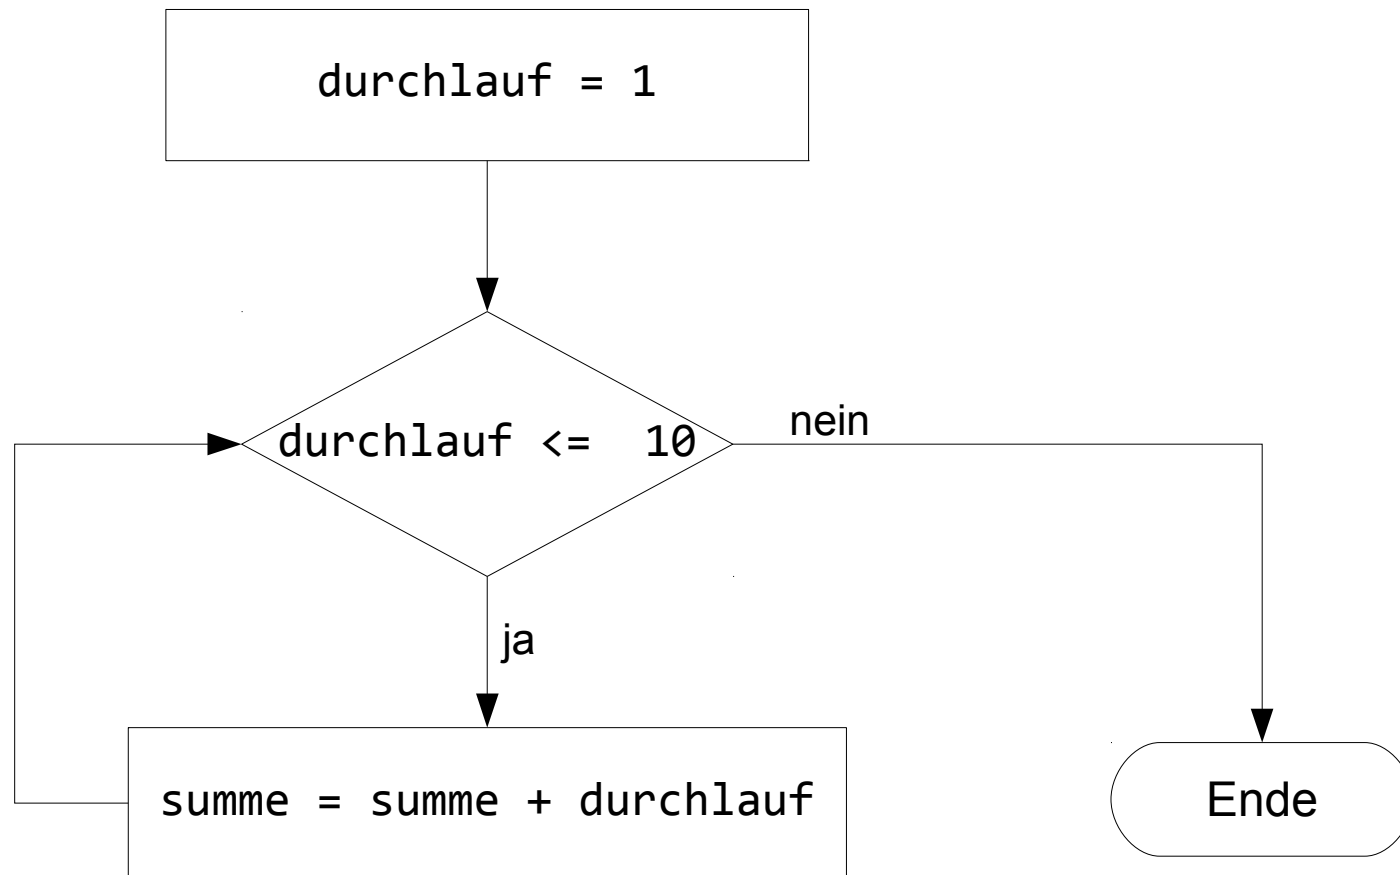 durchlauf = 1
durchlauf <=  10
nein
ja
summe = summe + durchlauf
Ende